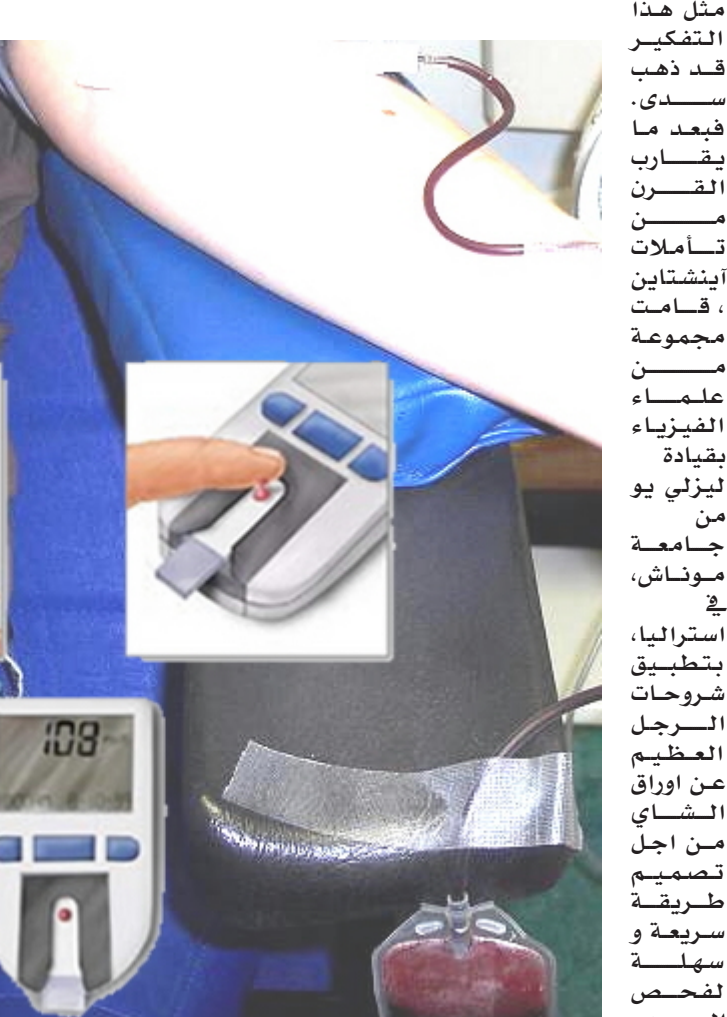 مثل هذا
التفكير
قد ذهب
سدى.
فبعد ما
يقارب
القرن
من
تأملات
آينشتاين
، قامت
مجموعة
من
علماء
الفيزياء
بقيادة
ليزلي يو
من
جامعة
موناش،
في
استراليا،
بتطبيق
شروحات
الرجل
العظيم
عن اوراق
الشاي
من اجل
تصميم
طريقة
سريعة و
سهلة
لفحص
108